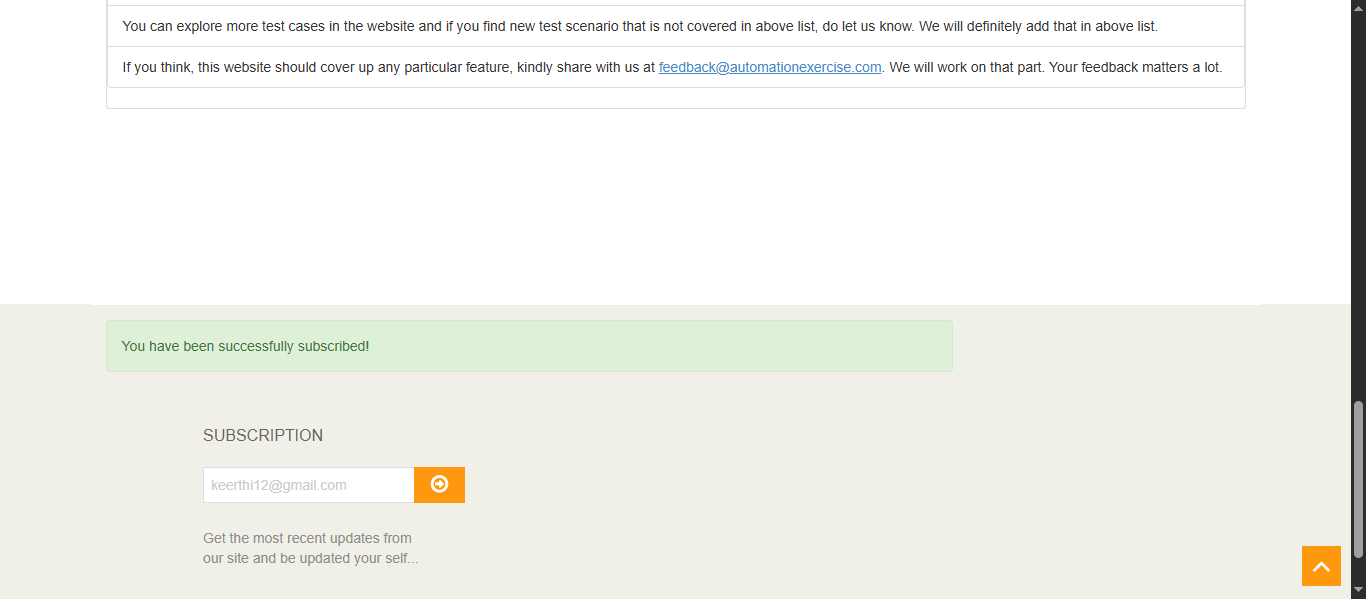 You can explore more test cases in the website and if you find new test scenario that is not covered in above list, do let us know. We will definitely add that in above list.
If you think, this website should cover up any particular feature, kindly share with us at feedback@automationexercise.com. We will work on that part. Your feedback matters a lot.
You have been successfully subscribed!
SUBSCRIPTION
keerthi12@gmail.com
Get the most recent updates from
our site and be updated your self...